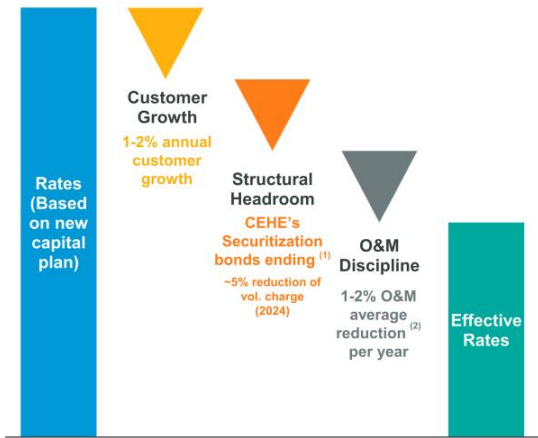 Rates
(Based
on new
capital
plan)
Customer
Growth
1-2% annual
customer
growth
Structural
Headroom
CEHE's
Securitization
bonds ending (1)
~5% reduction of
vol. charge
(2024)
O&M
Discipline
1-2% O&M
average
reduction (2)
per year
Effective
Rates